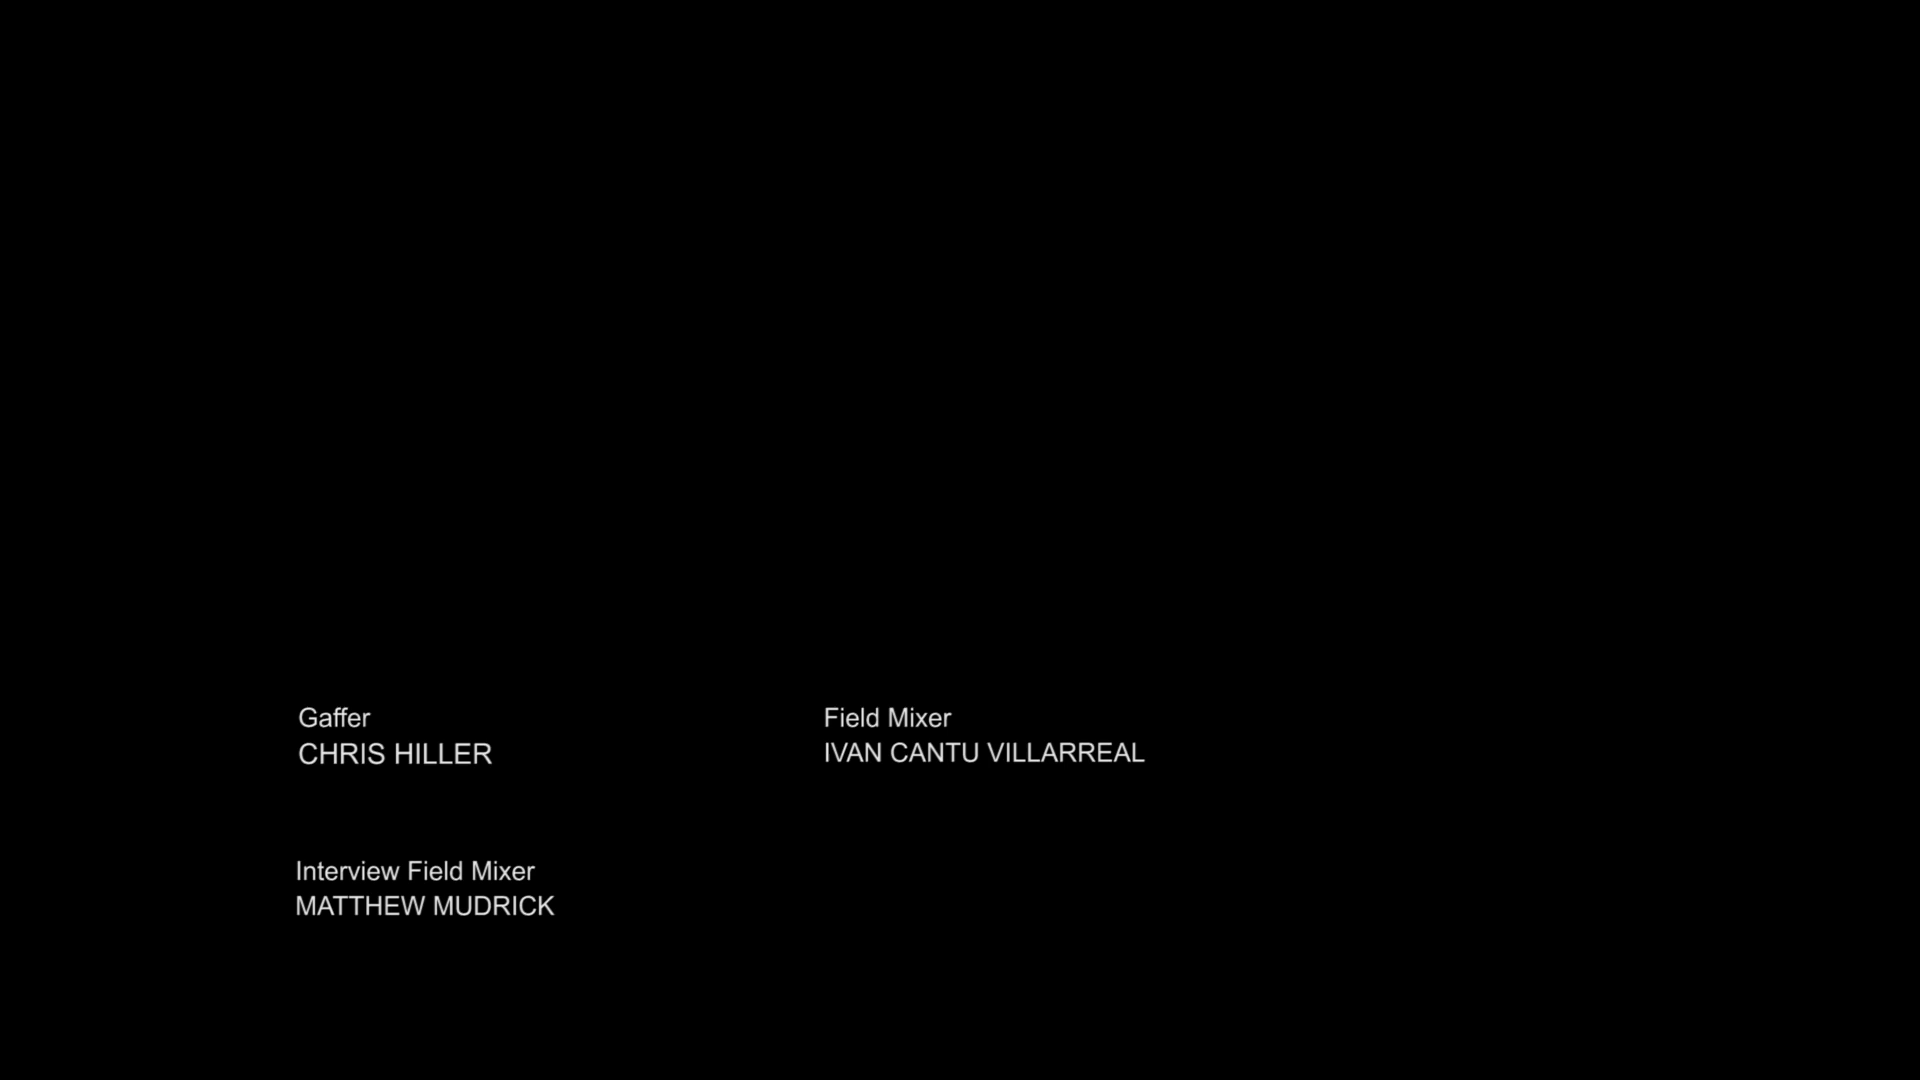 Gaffer
CHRIS HILLER
Field Mixer
IVAN CANTU VILLARREAL
Interview Field Mixer
MATTHEW MUDRICK